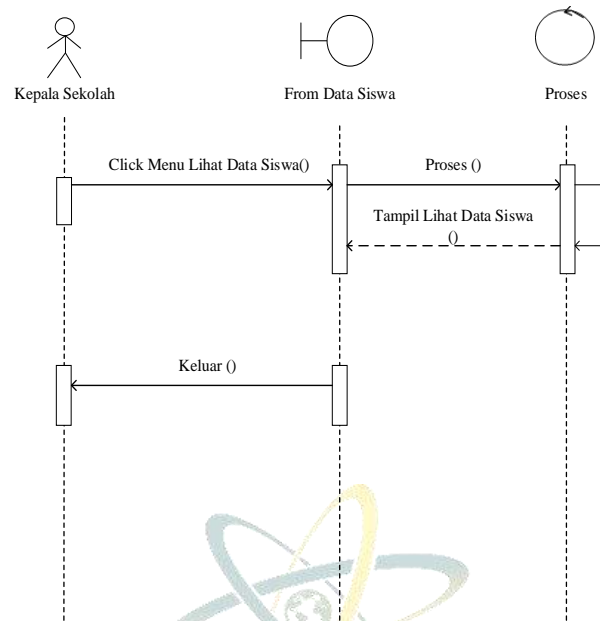 Kepala Sekolah
From Data Siswa
Proses
Click Menu Lihat Data Siswa()
Proses ()
Tampil Lihat Data Siswa
()
Keluar ()